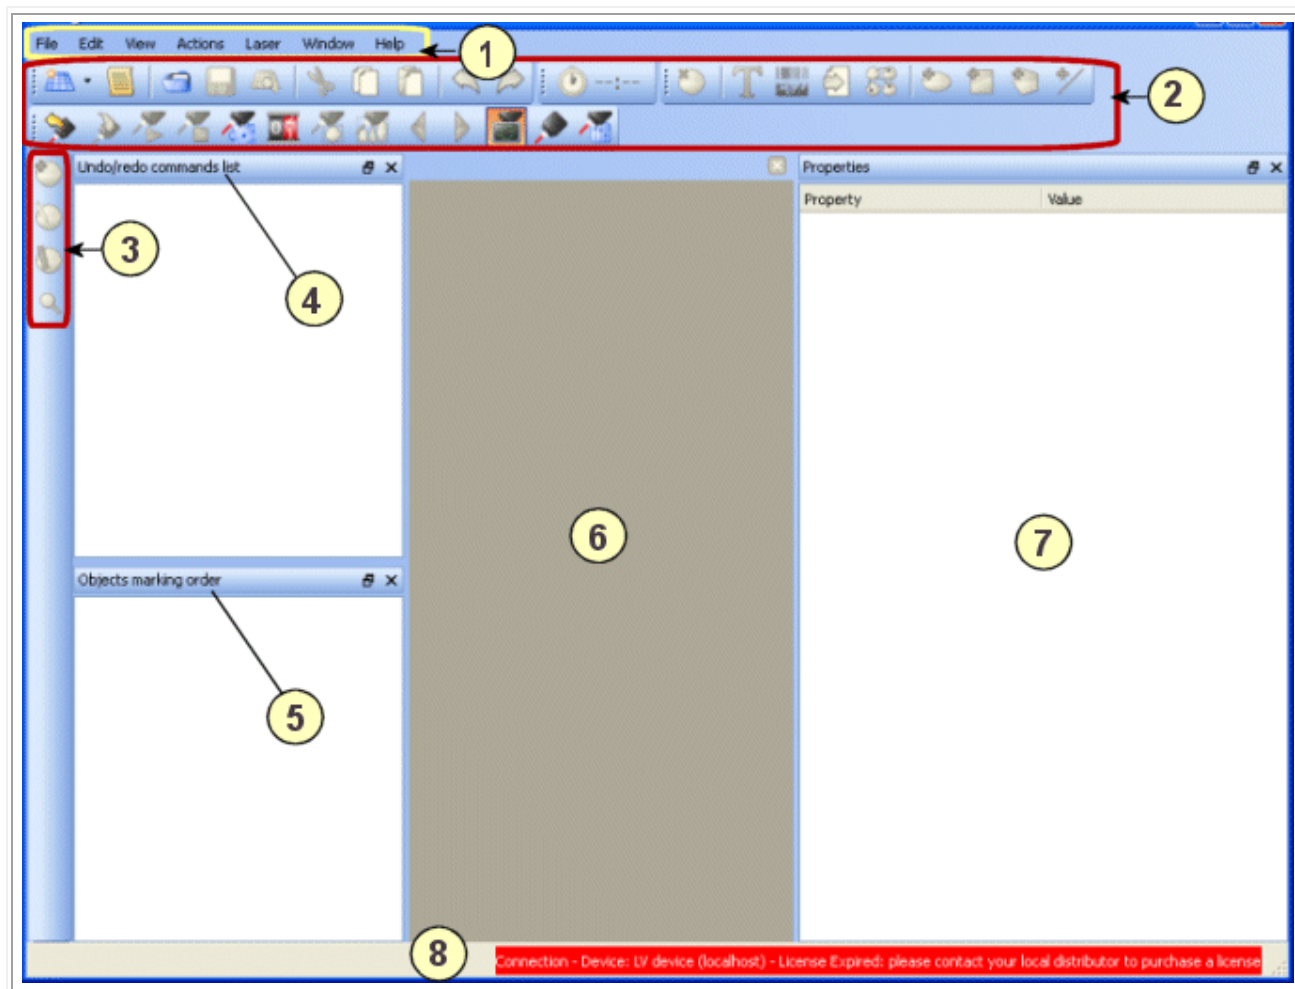 File Edit View Actions Laser Window Help
1
--:--
T
2
Undo/redo commands list
Properties
Property Value
3
4
6
7
Objects marking order
5
8
Connection - Device: LV device (localhost) - License Expired: please contact your local distributor to purchase a license